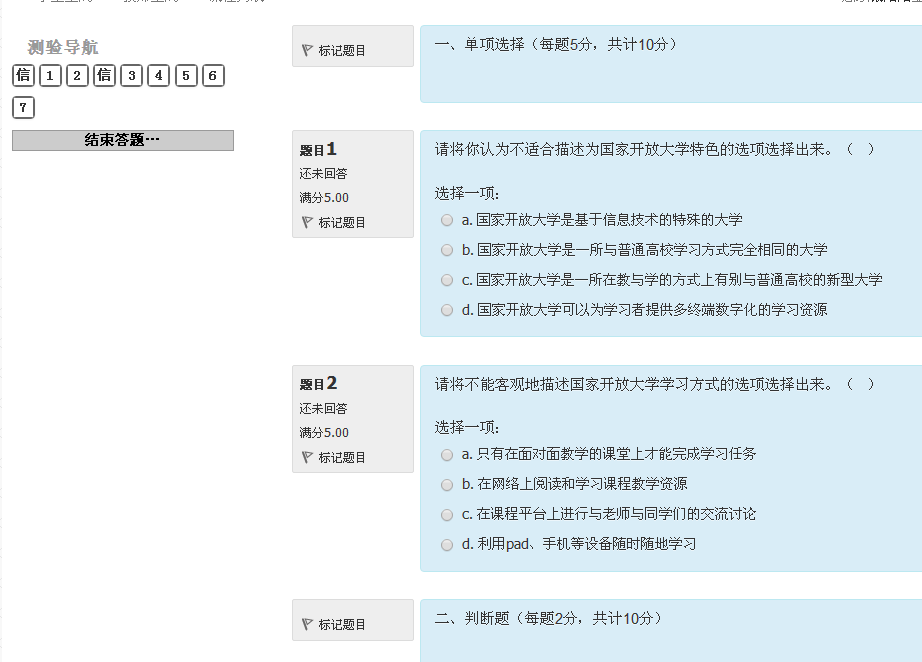 测验导航
信 1 2 信 3 4 5 6
7
结束答题…
标记题目
一、单项选择（每题5分，共计10分）
题目1
还未回答
满分5.00
标记题目
请将你认为不适合描述为国家开放大学特色的选项选择出来。（ ）
选择一项：
a. 国家开放大学是基于信息技术的特殊的大学
b. 国家开放大学是一所与普通高校学习方式完全相同的大学
c. 国家开放大学是一所在教与学的方式上有别与普通高校的新型大学
d. 国家开放大学可以为学习者提供多终端数字化的学习资源
题目2
还未回答
满分5.00
标记题目
请将不能客观地描述国家开放大学学习方式的选项选择出来。（ ）
选择一项：
a. 只有在面对面教学的课堂上才能完成学习任务
b. 在网络上阅读和学习课程教学资源
c. 在课程平台上进行与老师与同学们的交流讨论
d. 利用pad、手机等设备随时随地学习
标记题目
二、判断题（每题2分，共计10分）